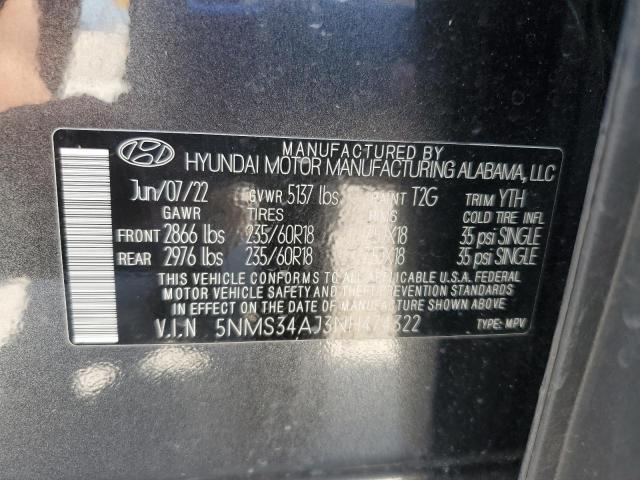 MANUFACTURED BY
HYUNDAI MOTOR MANUFACTURING ALABAMA, LLC
Jun/07/22 GVWR 5137 lbs PAINT T2G TRIM YTH
GAWR TIRES COLD TIRE INFL
FRONT 2866 lbs 235/60R18 35 psi SINGLE
REAR 2976 lbs 235/60R18 35 psi SINGLE
THIS VEHICLE CONFORMS TO ALL APPLICABLE U.S.A. FEDERAL
MOTOR VEHICLE SAFETY AND THEFT PREVENTION STANDARDS
IN EFFECT ON THE DATE OF MANUFACTURE SHOWN ABOVE
V.I.N TYPE: MPV